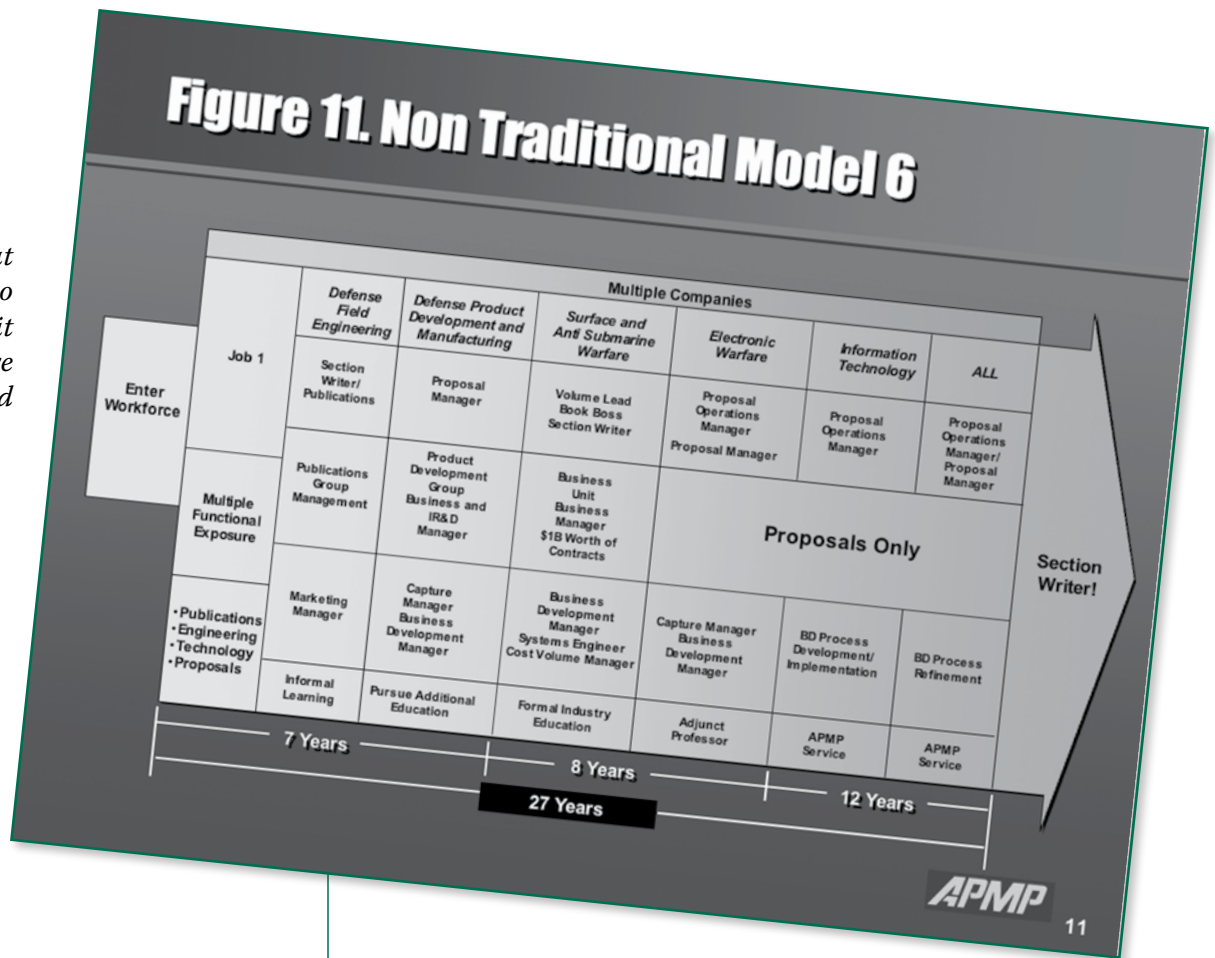 ut
o
it
e
d
Figure 11. Non Traditional Model 6
Multiple Companies
Enter
Workforce
Job 1
Defense
Field
Engineering
Defense Product
Development and
Manufacturing
Surface and
Anti Submarine
Warfare
Electronic
Warfare
Information
Technology
ALL
Section
Writer/
Publications
Proposal
Manager
Volume Lead
Book Boss
Section Writer
Proposal
Operations
Manager
Proposal Manager
Proposal
Operations
Manager
Proposal
Operations
Manager/
Proposal
Manager
Multiple
Functional
Exposure
Publications
Group
Management
Product
Development
Group
Business and
IR&D
Manager
Business
Unit
Business
Manager
$1B Worth of
Contracts
Proposals Only
Section
Writer!
• Publications
• Engineering
• Technology
• Proposals
Marketing
Manager
Capture
Manager
Business
Development
Manager
Business
Development
Manager
Systems Engineer
Cost Volume Manager
Capture Manager
Business
Development
Manager
BD Process
Development/
Implementation
BD Process
Refinement
Informal
Learning
Pursue Additional
Education
Formal Industry
Education
Adjunct
Professor
APMP
Service
APMP
Service
7 Years
8 Years
12 Years
27 Years
APMP
11